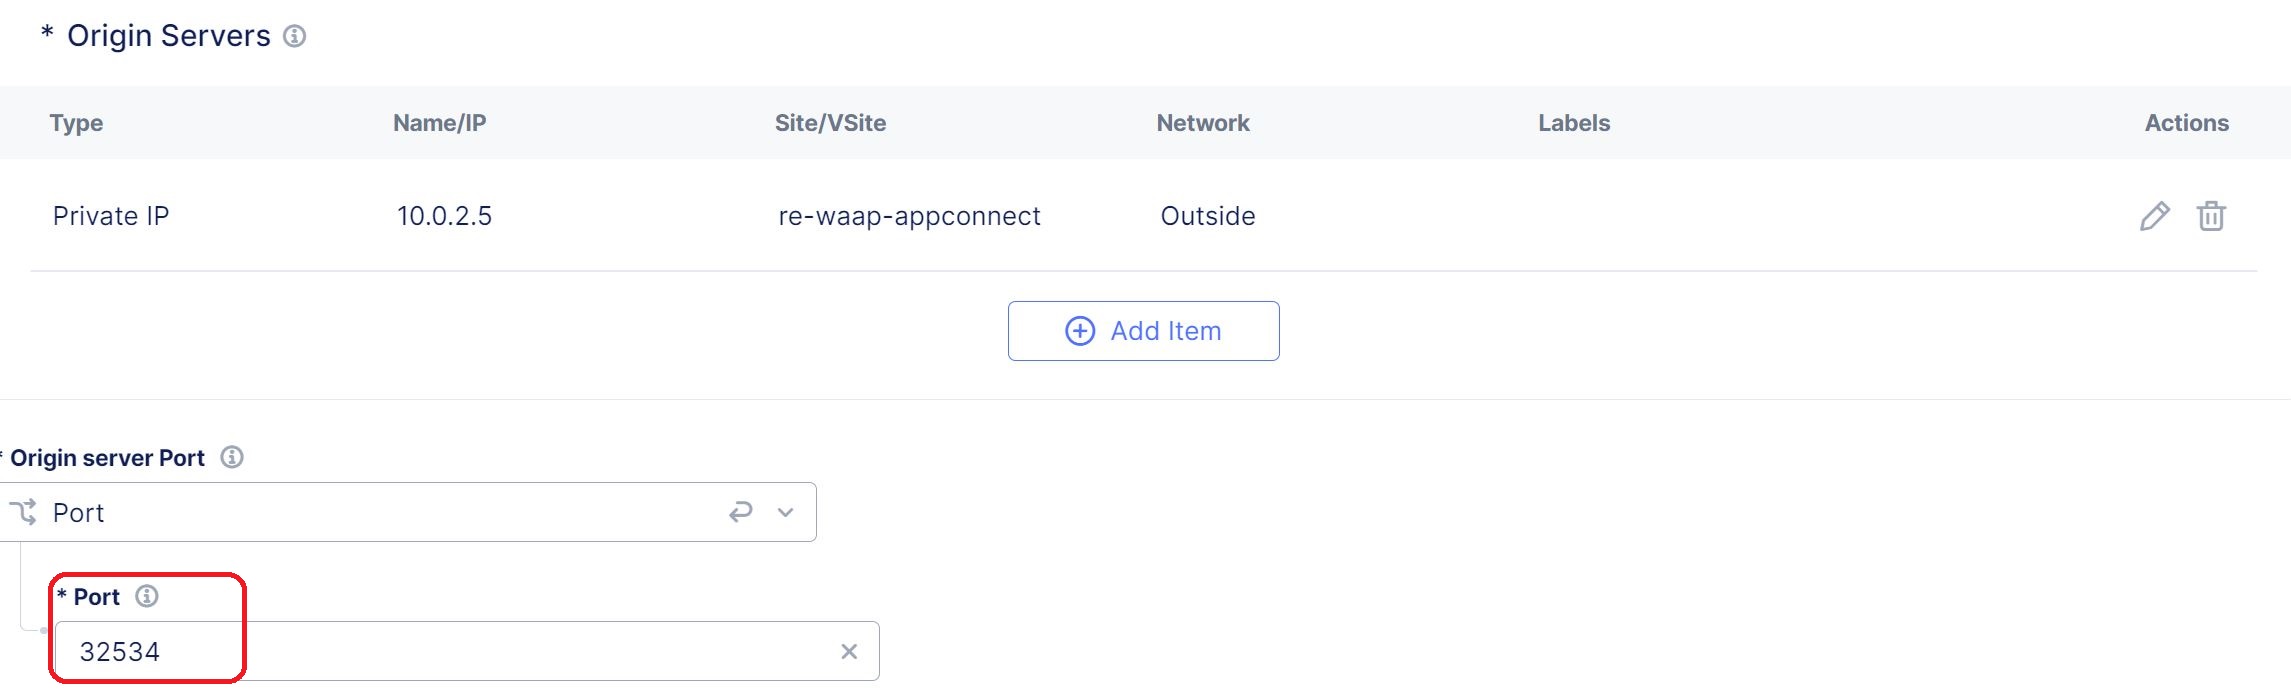 * Origin Servers
Type Name/IP Site/VSite Network Labels Actions
Private IP 10.0.2.5 re-waap-appconnect Outside
Add Item
* Origin server Port
Port
* Port
32534